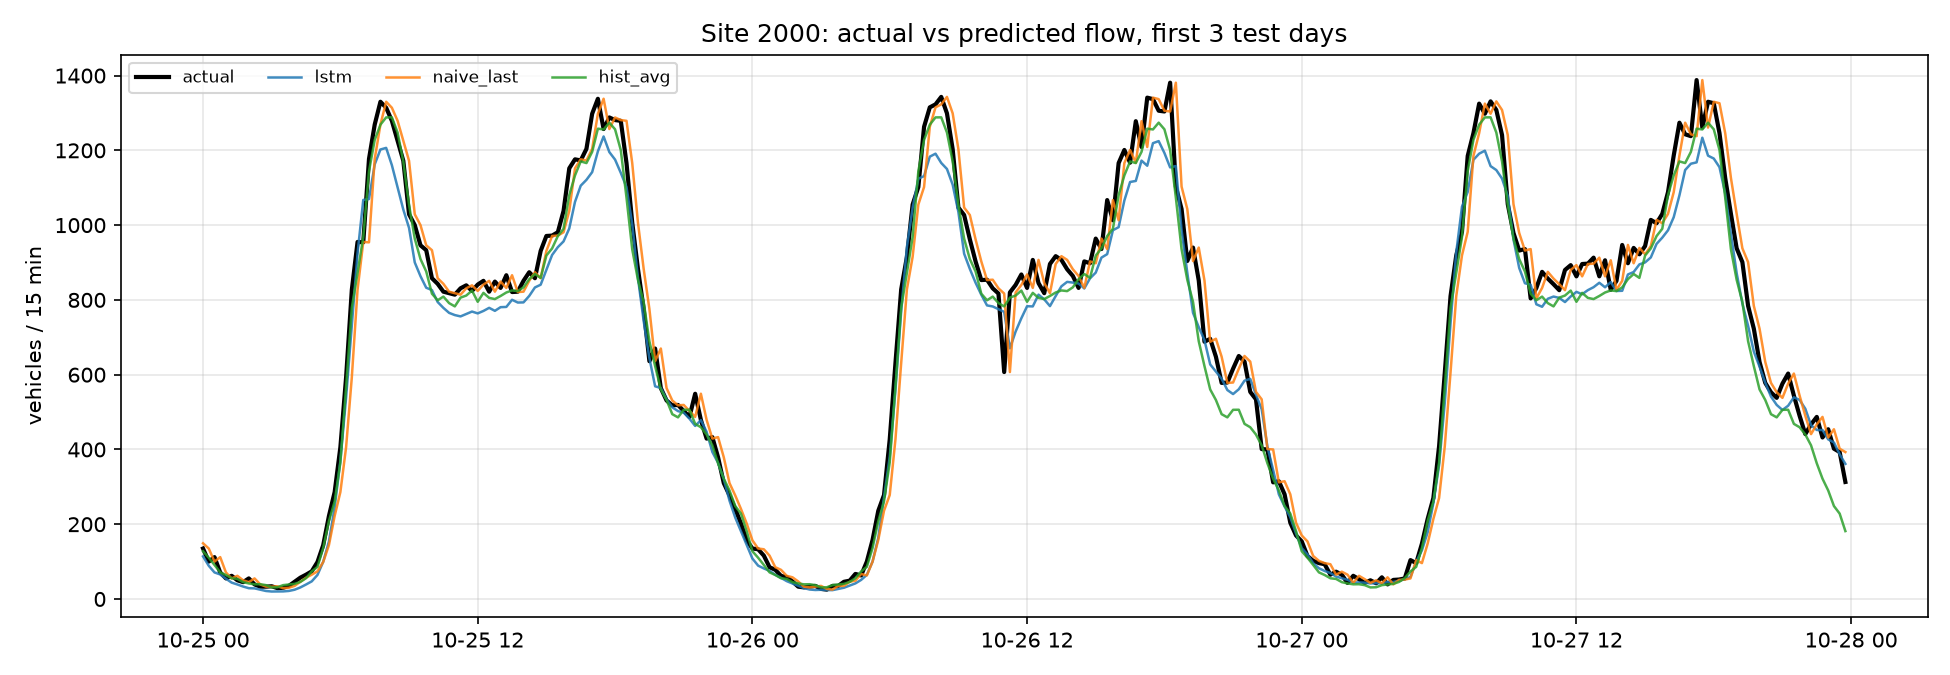 Site 2000: actual vs predicted flow, first 3 test days
actual lstm naive_last hist_avg
vehicles / 15 min
1400
1200
1000
800
600
400
200
0
10-25 00 10-25 12 10-26 00 10-26 12 10-27 00 10-27 12 10-28 00